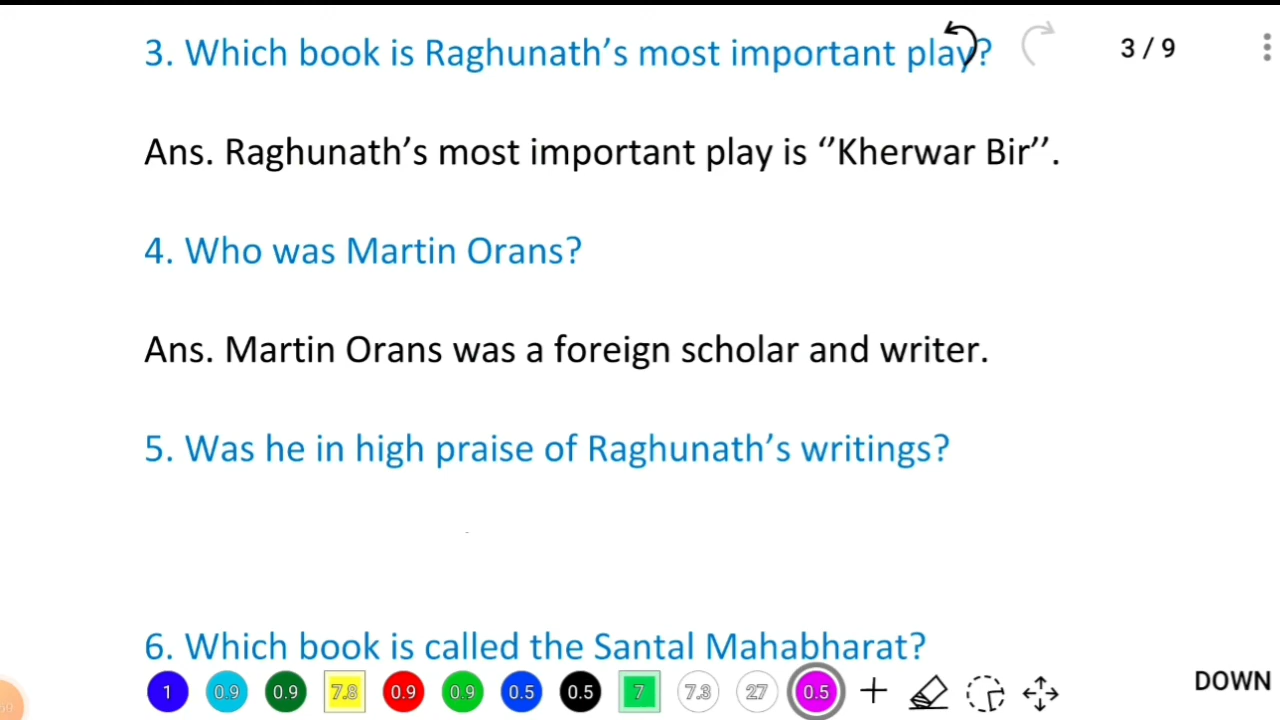 3. Which book is Raghunath’s most important play?
3 / 9
Ans. Raghunath’s most important play is ‘’Kherwar Bir’’.
4. Who was Martin Orans?
Ans. Martin Orans was a foreign scholar and writer.
5. Was he in high praise of Raghunath’s writings?
6. Which book is called the Santal Mahabharat?
1 0.9 0.9 7.8 0.9 0.9 0.5 0.5 7 7.3 27 0.5
DOWN